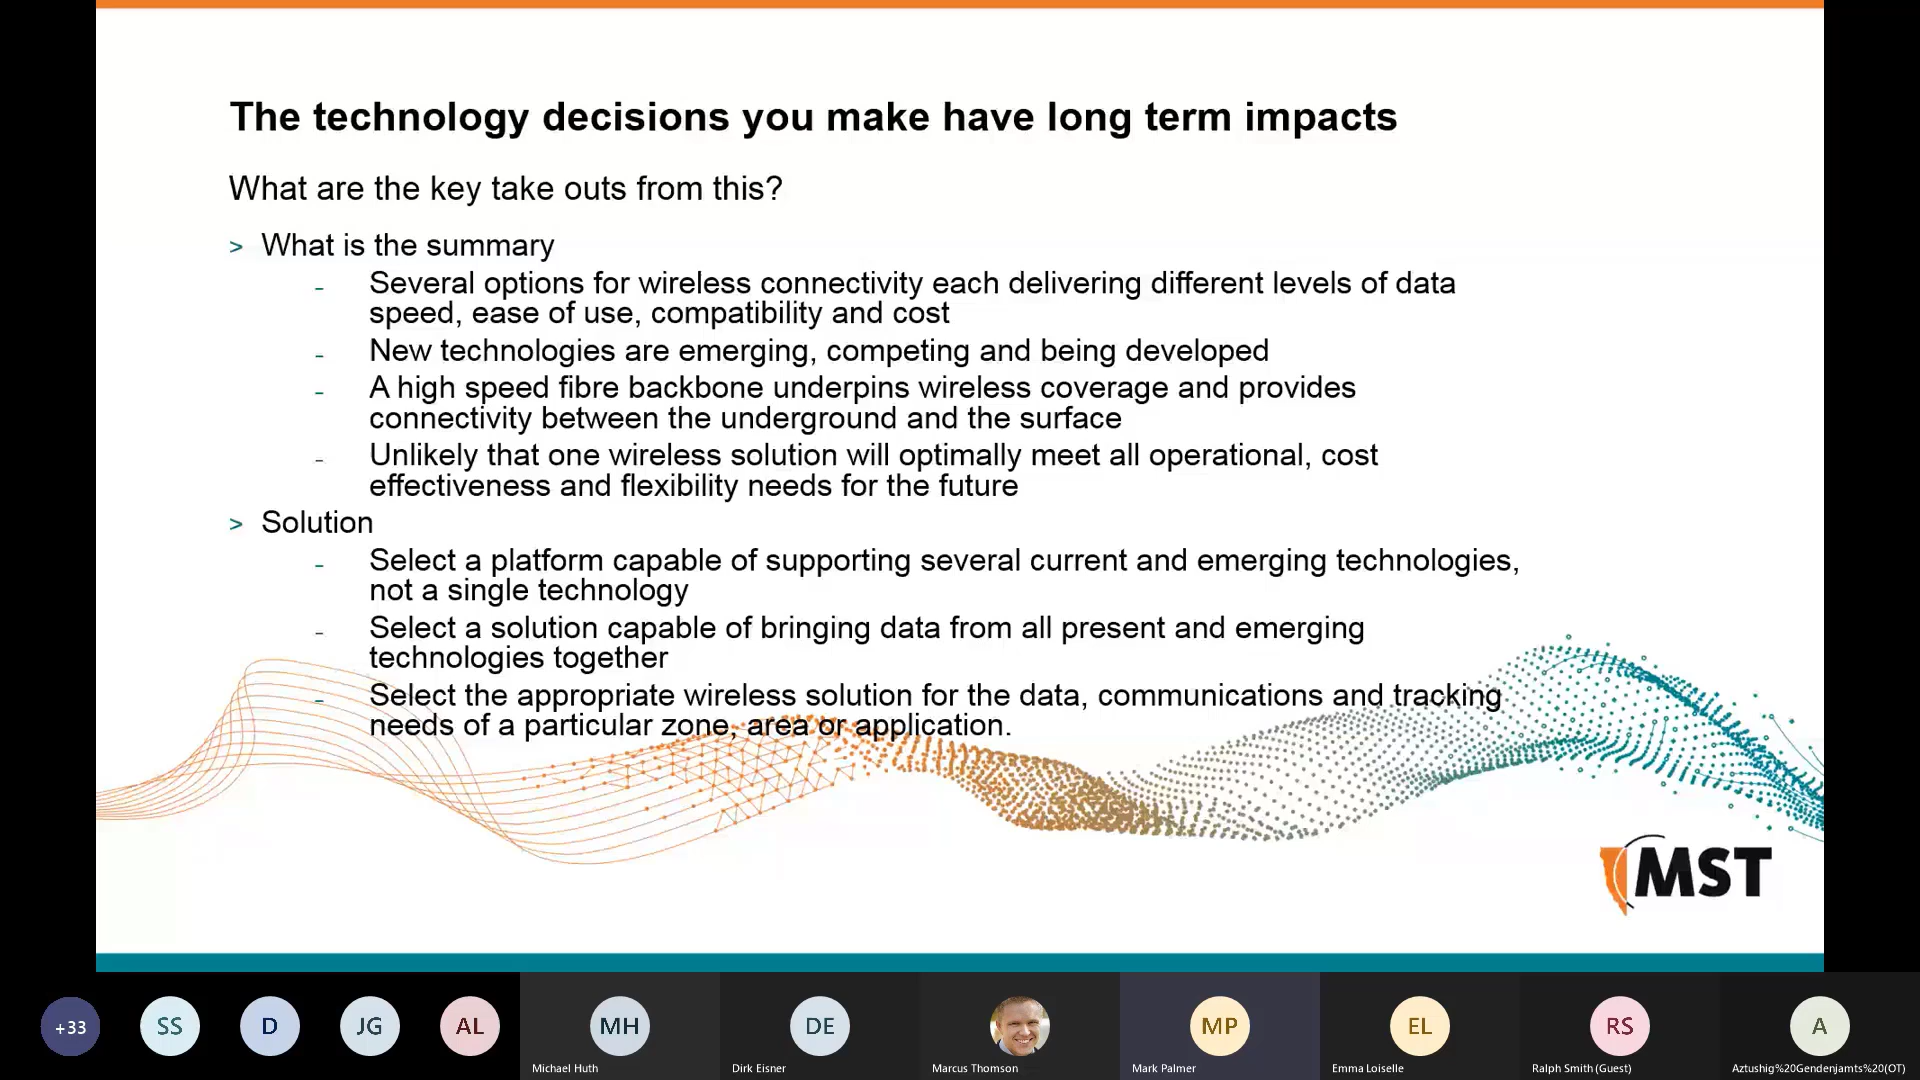 The technology decisions you make have long term impacts
What are the key take outs from this?
> What is the summary
- Several options for wireless connectivity each delivering different levels of data
speed, ease of use, compatibility and cost
- New technologies are emerging, competing and being developed
- A high speed fibre backbone underpins wireless coverage and provides
connectivity between the underground and the surface
- Unlikely that one wireless solution will optimally meet all operational, cost
effectiveness and flexibility needs for the future
> Solution
- Select a platform capable of supporting several current and emerging technologies,
not a single technology
- Select a solution capable of bringing data from all present and emerging
technologies together
- Select the appropriate wireless solution for the data, communications and tracking
needs of a particular zone, area or application.
MST
+33 SS D JG AL MH DE MP EL RS A
Michael Huth Dirk Eisner Marcus Thomson Mark Palmer Emma Loiselle Ralph Smith (Guest) Aztushig%20Gendenjamts%20(OT)